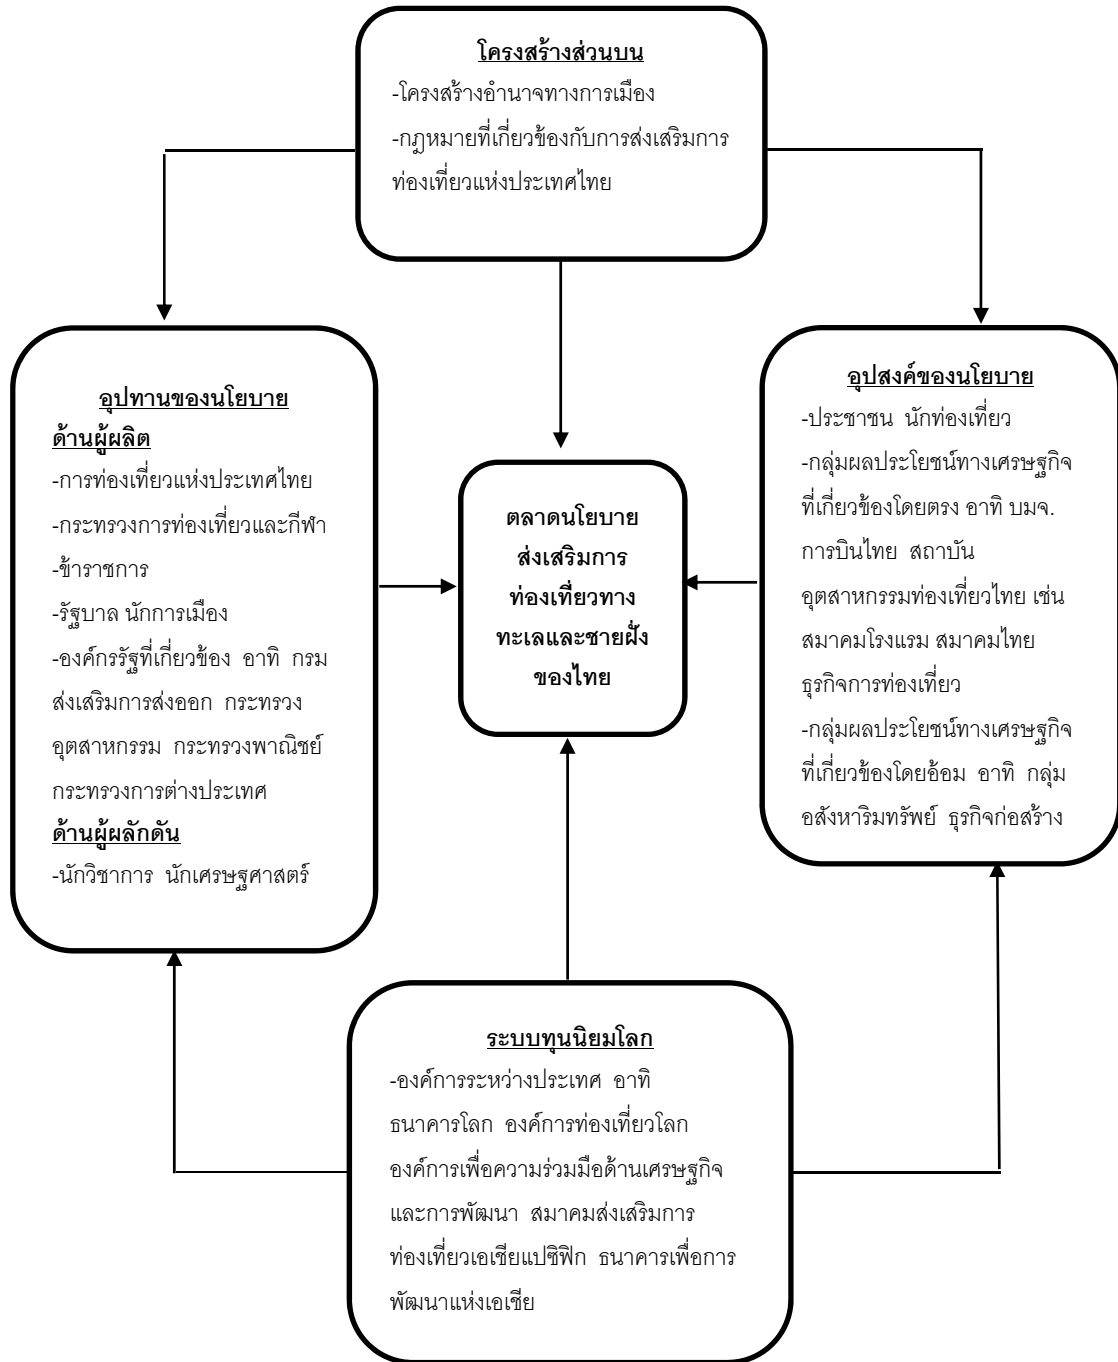 โครงสร้างส่วนบน
-โครงสร้างอำนาจทางการเมือง
-กฎหมายที่เกี่ยวข้องกับการส่งเสริมการ
ท่องเที่ยวแห่งประเทศไทย
อุปทานของนโยบาย
ด้านผู้ผลิต
-การท่องเที่ยวแห่งประเทศไทย
-กระทรวงการท่องเที่ยวและกีฬา
-ข้าราชการ
-รัฐบาล นักการเมือง
-องค์กรรัฐที่เกี่ยวข้อง อาทิ กรม
ส่งเสริมการส่งออก กระทรวง
อุตสาหกรรม กระทรวงพาณิชย์
กระทรวงการต่างประเทศ
ด้านผู้ผลักดัน
-นักวิชาการ นักเศรษฐศาสตร์
ตลาดนโยบาย
ส่งเสริมการ
ท่องเที่ยวทาง
ทะเลและชายฝั่ง
ของไทย
อุปสงค์ของนโยบาย
-ประชาชน นักท่องเที่ยว
-กลุ่มผลประโยชน์ทางเศรษฐกิจ
ที่เกี่ยวข้องโดยตรง อาทิ บมจ.
การบินไทย สถาบัน
อุตสาหกรรมท่องเที่ยวไทย เช่น
สมาคมโรงแรม สมาคมไทย
ธุรกิจการท่องเที่ยว
-กลุ่มผลประโยชน์ทางเศรษฐกิจ
ที่เกี่ยวข้องโดยอ้อม อาทิ กลุ่ม
อสังหาริมทรัพย์ ธุรกิจก่อสร้าง
ระบบทุนนิยมโลก
-องค์การระหว่างประเทศ อาทิ
ธนาคารโลก องค์การท่องเที่ยวโลก
องค์การเพื่อความร่วมมือด้านเศรษฐกิจ
และการพัฒนา สมาคมส่งเสริมการ
ท่องเที่ยวเอเชียแปซิฟิก ธนาคารเพื่อการ
พัฒนาแห่งเอเชีย